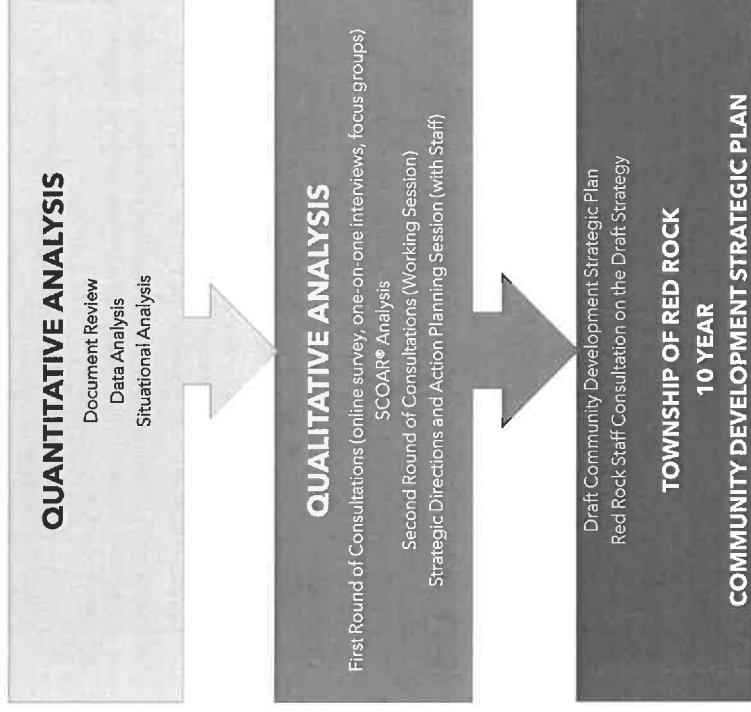 QUANTITATIVE ANALYSIS
Document Review
Data Analysis
Situational Analysis
QUALITATIVE ANALYSIS
First Round of Consultations (online survey, one-on-one interviews, focus groups)
SCOAR® Analysis
Second Round of Consultations (Working Session)
Strategic Directions and Action Planning Session (with Staff)
Draft Community Development Strategic Plan
Red Rock Staff Consultation on the Draft Strategy
TOWNSHIP OF RED ROCK
10 YEAR
COMMUNITY DEVELOPMENT STRATEGIC PLAN